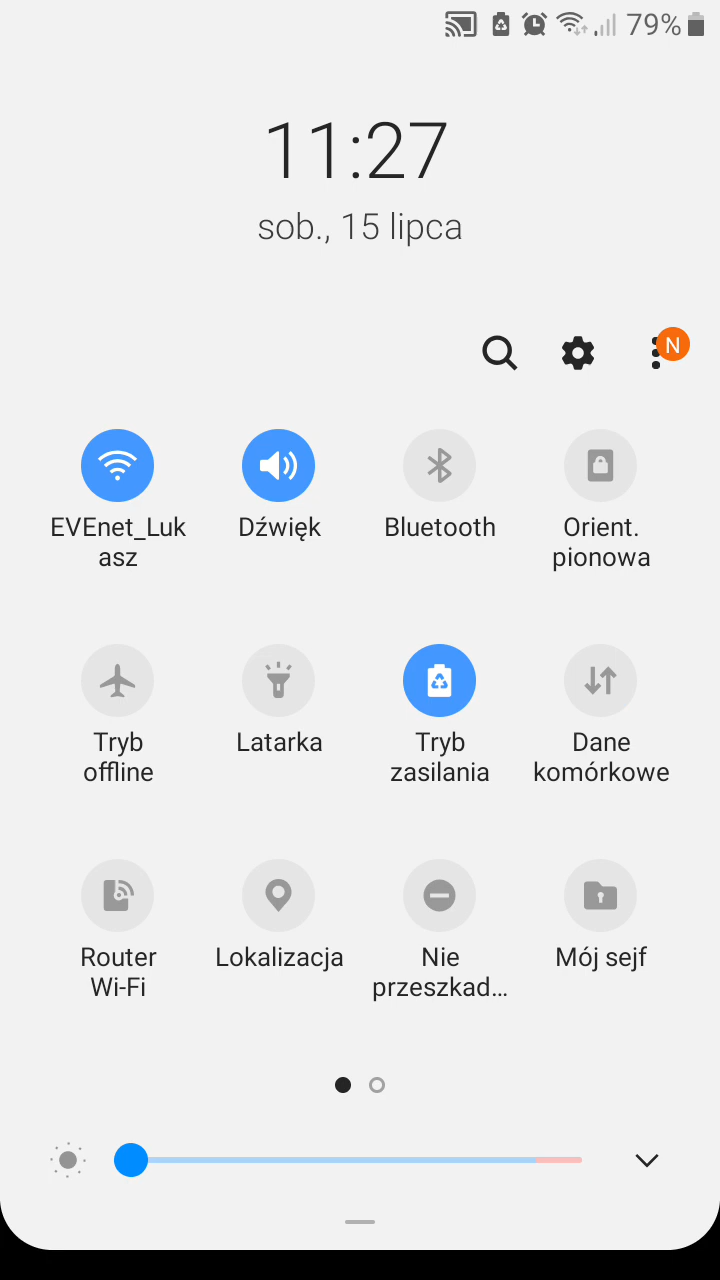 79%
11:27
sob., 15 lipca
N
EVEnet_Luk
asz
Dźwięk
Bluetooth
Orient.
pionowa
Tryb
offline
Latarka
Tryb
zasilania
Dane
komórkowe
Router
Wi-Fi
Lokalizacja
Nie
przeszkad...
Mój sejf